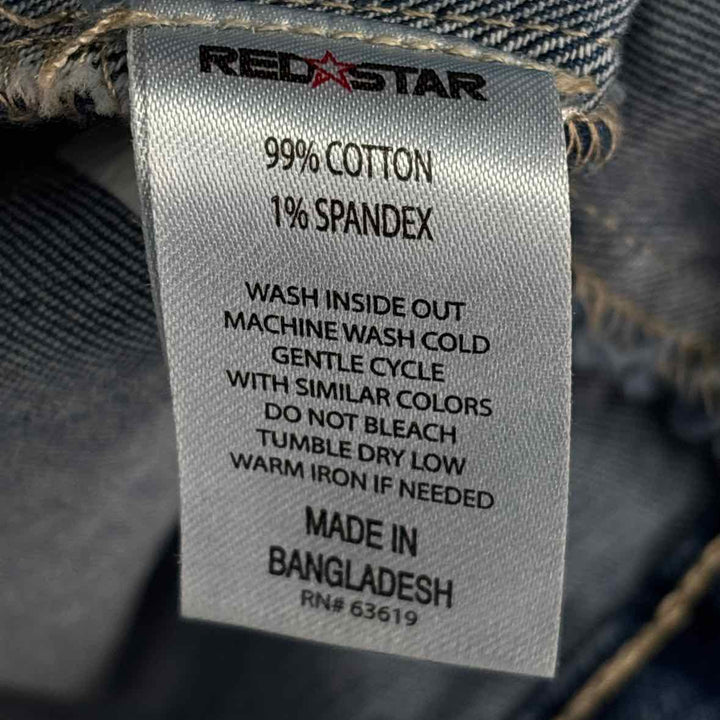 RED STAR
99% COTTON
1% SPANDEX
WASH INSIDE OUT
MACHINE WASH COLD
GENTLE CYCLE
WITH SIMILAR COLORS
DO NOT BLEACH
TUMBLE DRY LOW
WARM IRON IF NEEDED
MADE IN
BANGLADESH
RN# 63619